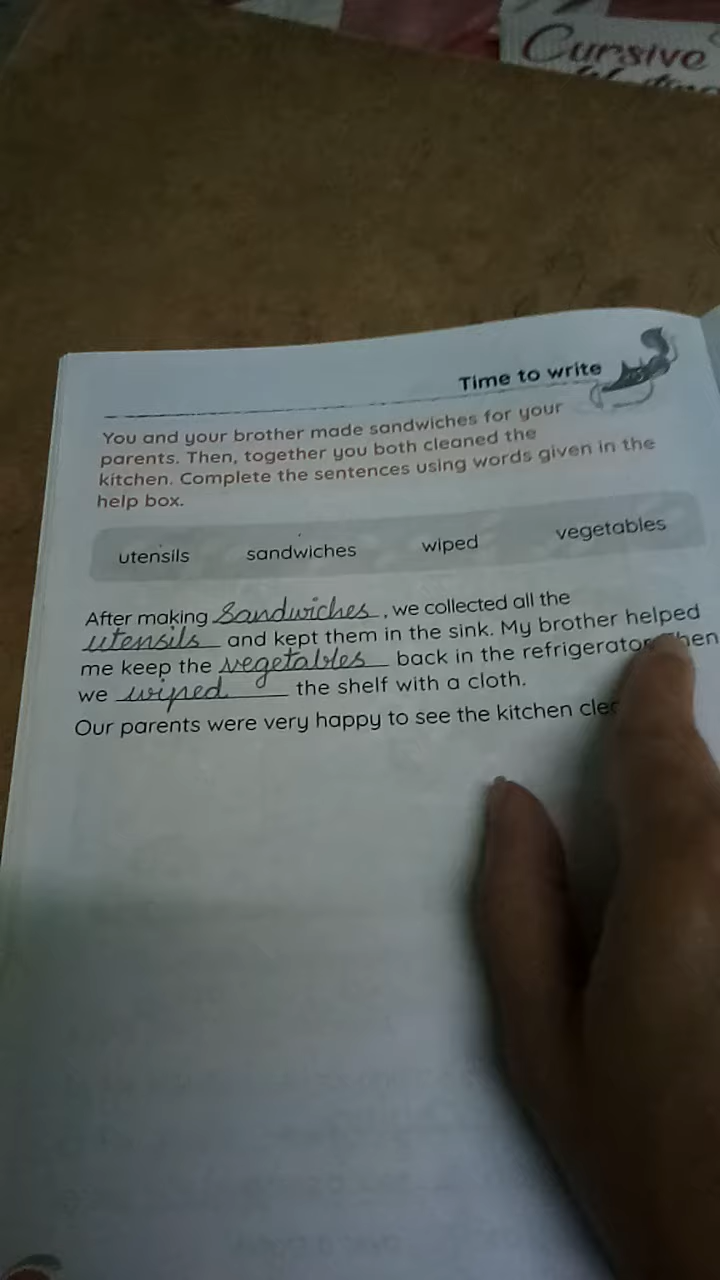 Cursive
Time to write
You and your brother made sandwiches for your
parents. Then, together you both cleaned the
kitchen. Complete the sentences using words given in the
help box.
utensils sandwiches wiped vegetables
After making Sandwiches, we collected all the
utensils and kept them in the sink. My brother helped
me keep the vegetables back in the refrigerator. Then
we wiped the shelf with a cloth.
Our parents were very happy to see the kitchen